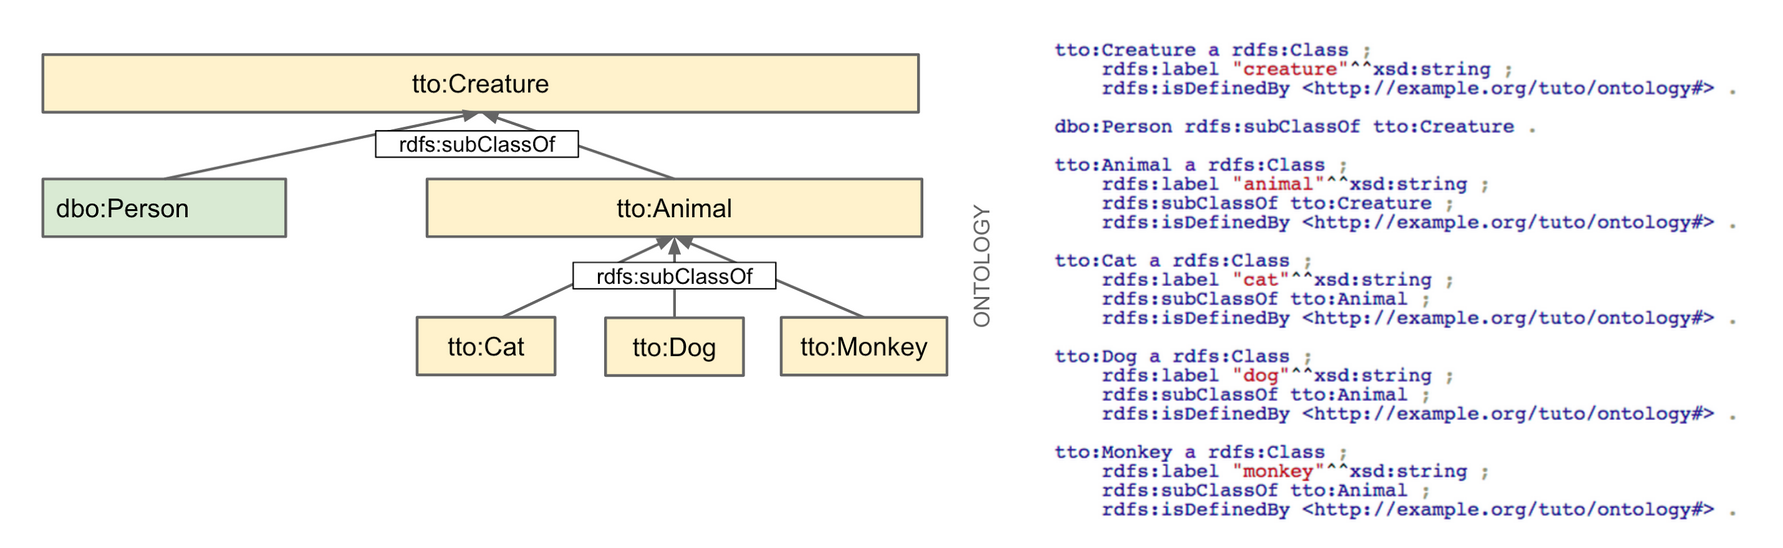 tto:Creature
rdfs:subClassOf
dbo:Person
tto:Animal
rdfs:subClassOf
tto:Cat
tto:Dog
tto:Monkey
ONTOLOGY
tto:Creature a rdfs:Class ;
rdfs:label "creature"^^xsd:string ;
rdfs:isDefinedBy <http://example.org/tuto/ontology#> .
dbo:Person rdfs:subClassOf tto:Creature .
tto:Animal a rdfs:Class ;
rdfs:label "animal"^^xsd:string ;
rdfs:subClassOf tto:Creature ;
rdfs:isDefinedBy <http://example.org/tuto/ontology#> .
tto:Cat a rdfs:Class ;
rdfs:label "cat"^^xsd:string ;
rdfs:subClassOf tto:Animal ;
rdfs:isDefinedBy <http://example.org/tuto/ontology#> .
tto:Dog a rdfs:Class ;
rdfs:label "dog"^^xsd:string ;
rdfs:subClassOf tto:Animal ;
rdfs:isDefinedBy <http://example.org/tuto/ontology#> .
tto:Monkey a rdfs:Class ;
rdfs:label "monkey"^^xsd:string ;
rdfs:subClassOf tto:Animal ;
rdfs:isDefinedBy <http://example.org/tuto/ontology#> .